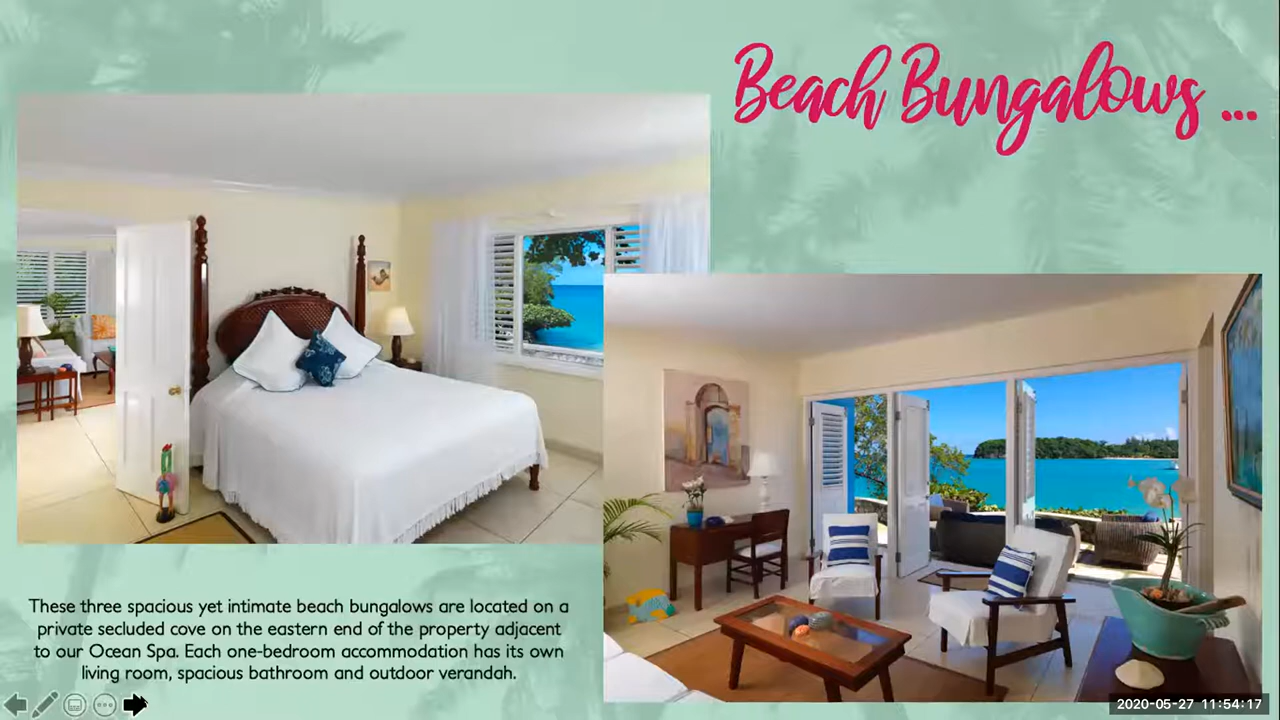 Beach Bungalows ...
These three spacious yet intimate beach bungalows are located on a
private secluded cove on the eastern end of the property adjacent
to our Ocean Spa. Each one-bedroom accommodation has its own
living room, spacious bathroom and outdoor verandah.
2020-05-27 11:54:17